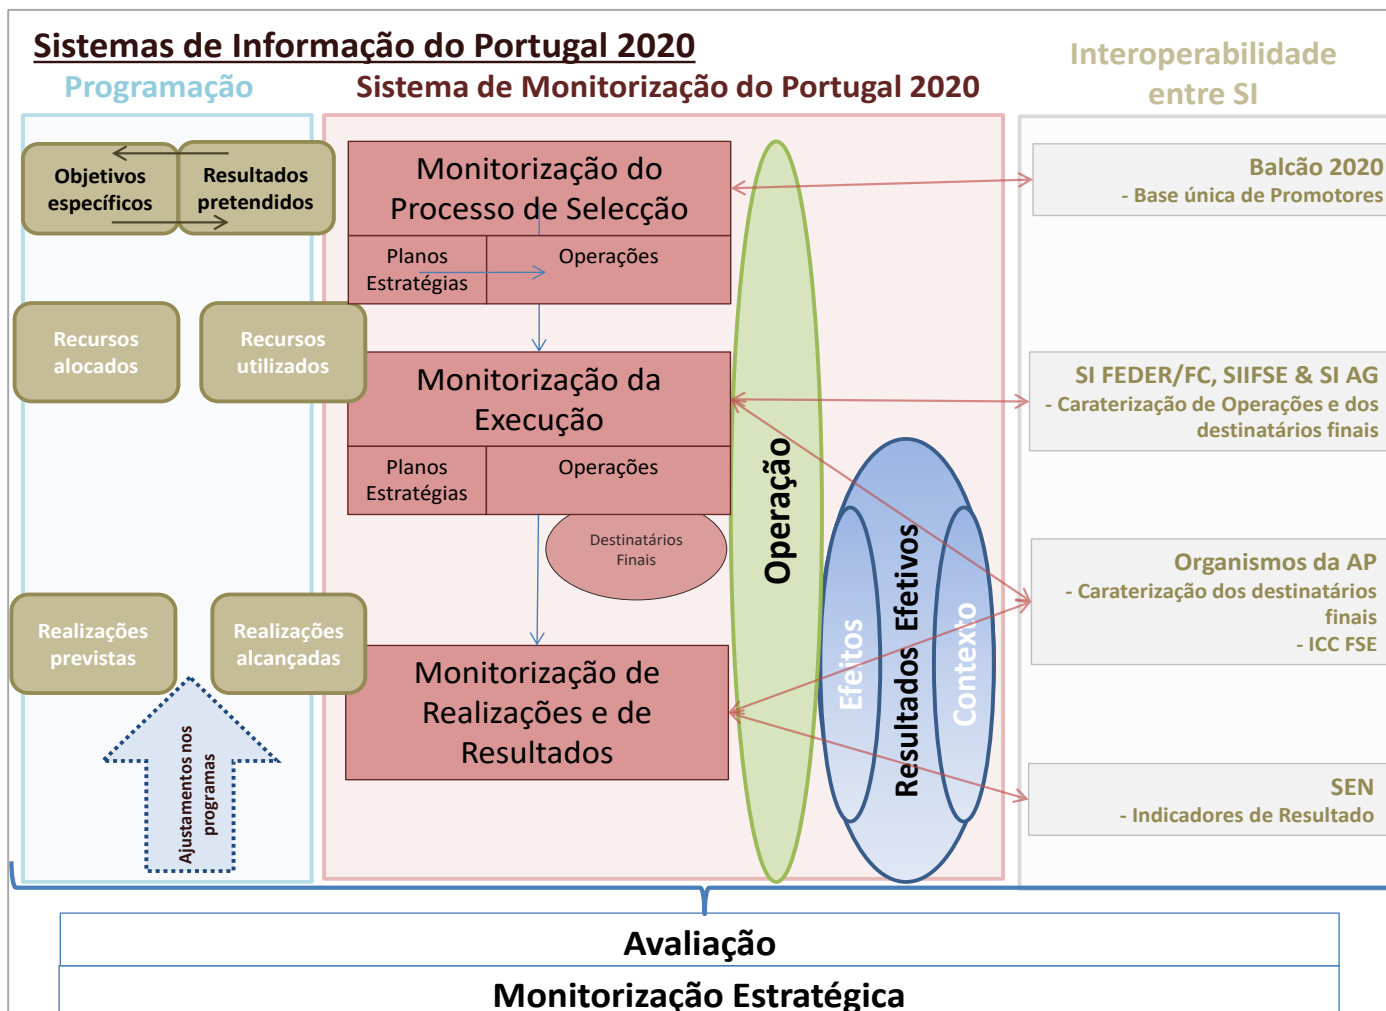 Sistemas de Informação do Portugal 2020
Programação
Sistema de Monitorização do Portugal 2020
Interoperabilidade
entre SI
Objetivos
específicos
Resultados
pretendidos
Recursos
alocados
Recursos
utilizados
Realizações
previstas
Realizações
alcançadas
Ajustamentos nos
programas
Monitorização do
Processo de Selecção
Planos
Estratégias
Operações
Monitorização da
Execução
Planos
Estratégias
Operações
Destinatários
Finais
Monitorização de
Realizações e de
Resultados
Operação
Efeitos
Resultados Efetivos
Contexto
Balcão 2020
- Base única de Promotores
SI FEDER/FC, SIIFSE & SI AG
- Caraterização de Operações e dos
destinatários finais
Organismos da AP
- Caraterização dos destinatários
finais
- ICC FSE
SEN
- Indicadores de Resultado
Avaliação
Monitorização Estratégica